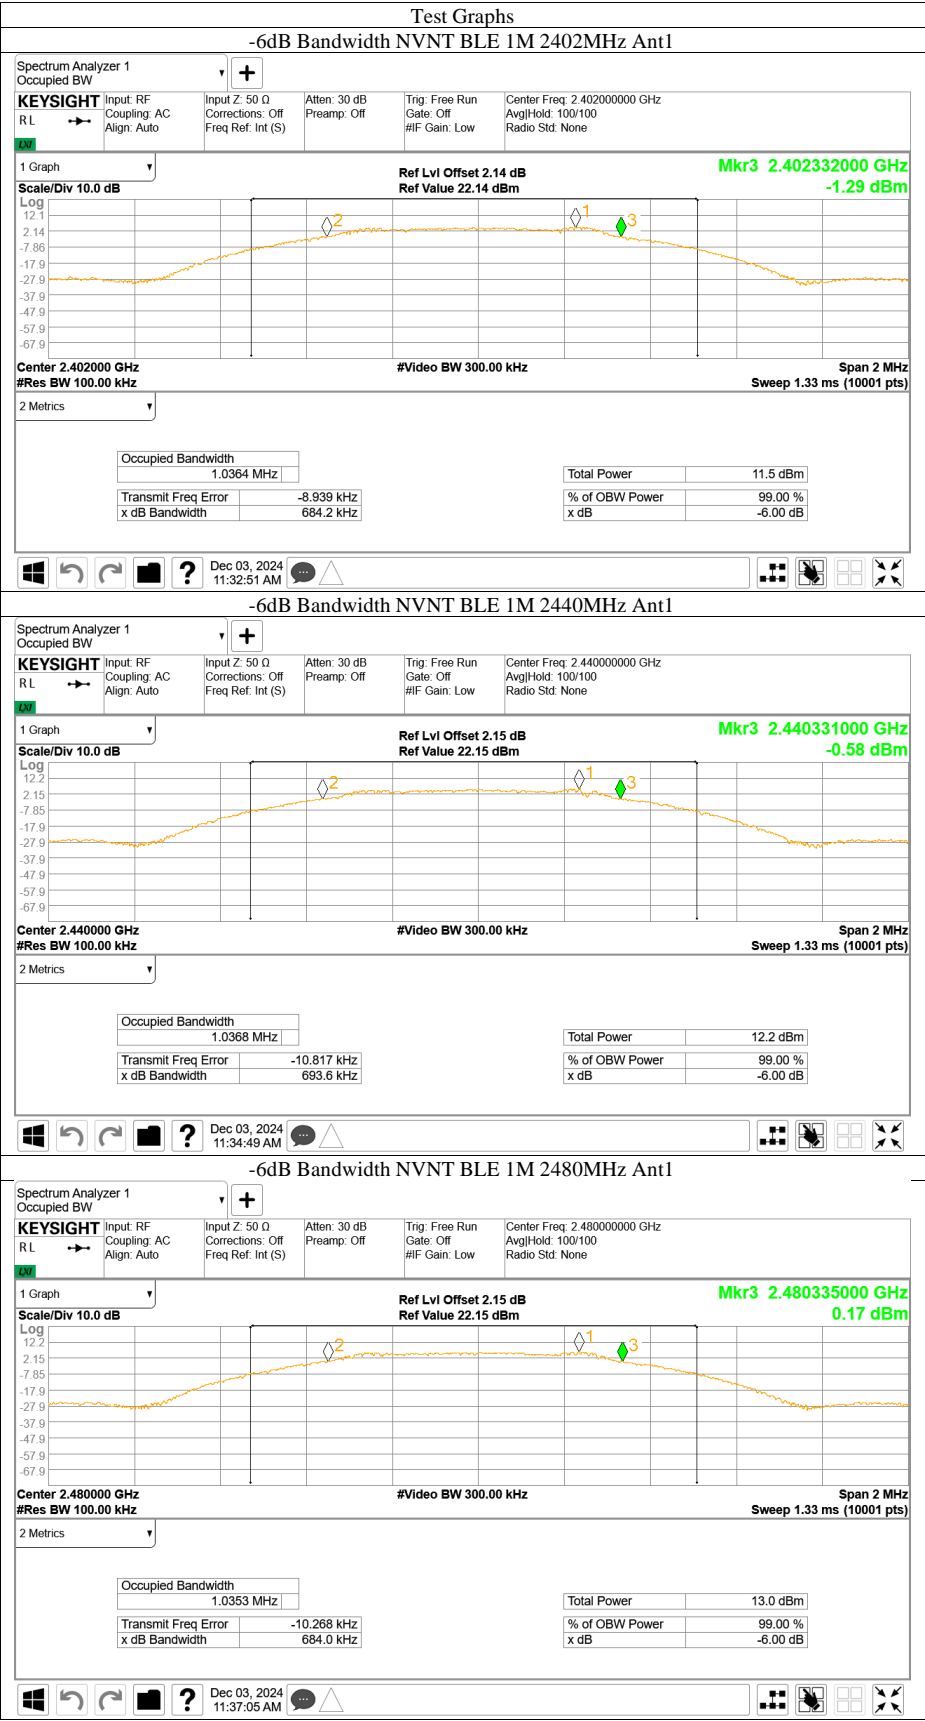 Test Graphs
-6dB Bandwidth NVNT BLE 1M 2402MHz Ant1
Spectrum Analyzer 1
Occupied BW
KEYSIGHT Input: RF Input Z: 50 Ω Atten: 30 dB Trig: Free Run Center Freq: 2.402000000 GHz
RL Coupling: AC Corrections: Off Preamp: Off Gate: Off Avg|Hold: 100/100
Align: Auto Freq Ref: Int (S) #IF Gain: Low Radio Std: None
LXI
1 Graph Ref Lvl Offset 2.14 dB Mkr3 2.402332000 GHz
Scale/Div 10.0 dB Ref Value 22.14 dBm -1.29 dBm
Log
12.1
2.14
-7.86
-17.9
-27.9
-37.9
-47.9
-57.9
-67.9
2 1 3
Center 2.402000 GHz #Video BW 300.00 kHz Span 2 MHz
#Res BW 100.00 kHz Sweep 1.33 ms (10001 pts)
2 Metrics
Occupied Bandwidth
1.0364 MHz Total Power 11.5 dBm
Transmit Freq Error -8.939 kHz % of OBW Power 99.00 %
x dB Bandwidth 684.2 kHz x dB -6.00 dB
? Dec 03, 2024
11:32:51 AM
-6dB Bandwidth NVNT BLE 1M 2440MHz Ant1
Spectrum Analyzer 1
Occupied BW
KEYSIGHT Input: RF Input Z: 50 Ω Atten: 30 dB Trig: Free Run Center Freq: 2.440000000 GHz
RL Coupling: AC Corrections: Off Preamp: Off Gate: Off Avg|Hold: 100/100
Align: Auto Freq Ref: Int (S) #IF Gain: Low Radio Std: None
LXI
1 Graph Ref Lvl Offset 2.15 dB Mkr3 2.440331000 GHz
Scale/Div 10.0 dB Ref Value 22.15 dBm -0.58 dBm
Log
12.2
2.15
-7.85
-17.9
-27.9
-37.9
-47.9
-57.9
-67.9
2 1 3
Center 2.440000 GHz #Video BW 300.00 kHz Span 2 MHz
#Res BW 100.00 kHz Sweep 1.33 ms (10001 pts)
2 Metrics
Occupied Bandwidth
1.0368 MHz Total Power 12.2 dBm
Transmit Freq Error -10.817 kHz % of OBW Power 99.00 %
x dB Bandwidth 693.6 kHz x dB -6.00 dB
? Dec 03, 2024
11:34:49 AM
-6dB Bandwidth NVNT BLE 1M 2480MHz Ant1
Spectrum Analyzer 1
Occupied BW
KEYSIGHT Input: RF Input Z: 50 Ω Atten: 30 dB Trig: Free Run Center Freq: 2.480000000 GHz
RL Coupling: AC Corrections: Off Preamp: Off Gate: Off Avg|Hold: 100/100
Align: Auto Freq Ref: Int (S) #IF Gain: Low Radio Std: None
LXI
1 Graph Ref Lvl Offset 2.15 dB Mkr3 2.480335000 GHz
Scale/Div 10.0 dB Ref Value 22.15 dBm 0.17 dBm
Log
12.2
2.15
-7.85
-17.9
-27.9
-37.9
-47.9
-57.9
-67.9
2 1 3
Center 2.480000 GHz #Video BW 300.00 kHz Span 2 MHz
#Res BW 100.00 kHz Sweep 1.33 ms (10001 pts)
2 Metrics
Occupied Bandwidth
1.0353 MHz Total Power 13.0 dBm
Transmit Freq Error -10.268 kHz % of OBW Power 99.00 %
x dB Bandwidth 684.0 kHz x dB -6.00 dB
? Dec 03, 2024
11:37:05 AM